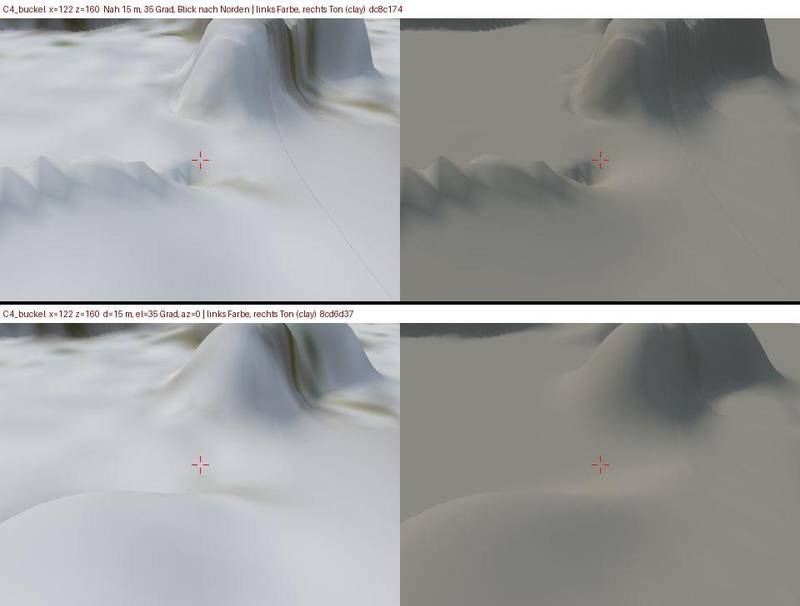 C4_buckel x=122 z=160 Nah 15 m, 35 Grad, Blick nach Norden | links Farbe, rechts Ton (clay) dc8c174
C4_buckel x=122 z=160 d=15 m, el=35 Grad, az=0 | links Farbe, rechts Ton (clay) 8cd6d37